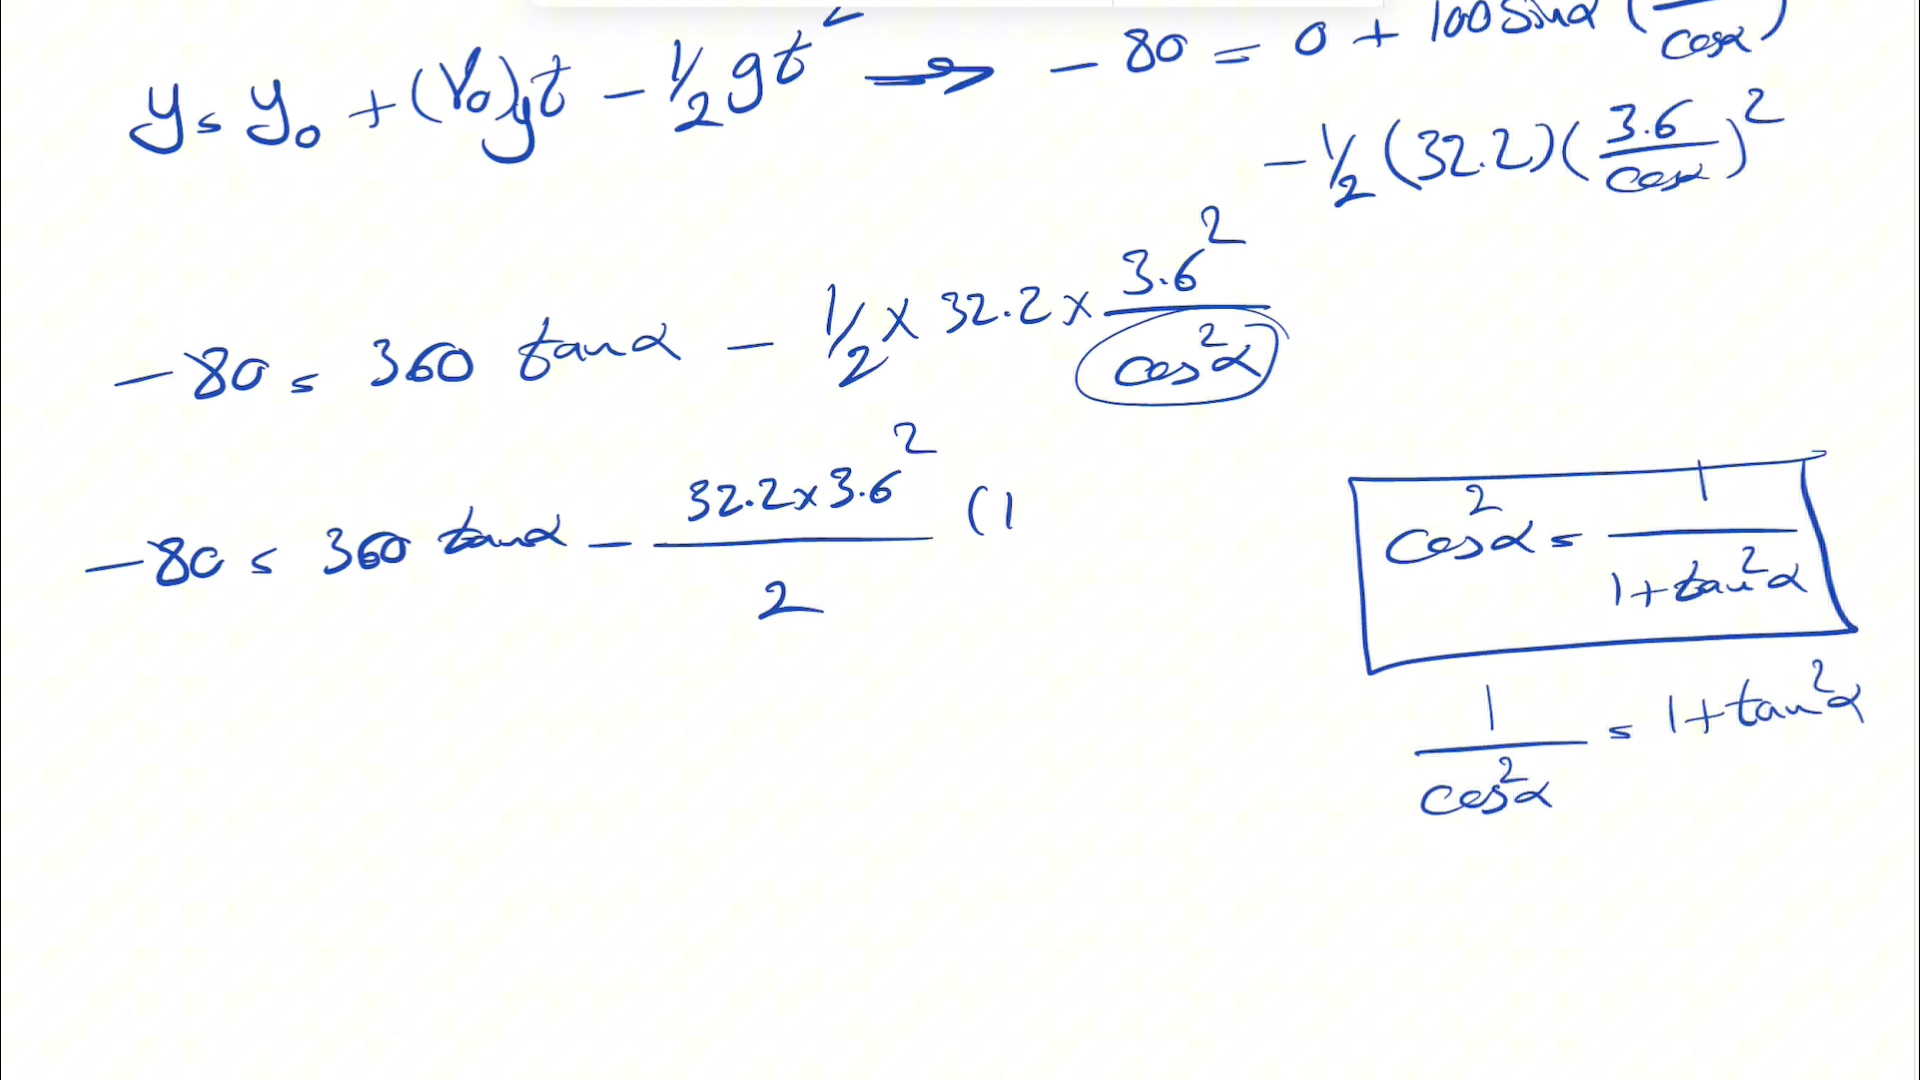 y = y₀ + (V₀)yt - ½gt² → -80 = 0 + 100 sinα ( /cosα)
-½(32.2)(3.6/cosα)²
-80 = 360 tanα - ½ × 32.2 × 3.6²/cos²α
-80 = 360 tanα - 32.2×3.6²/2 (1
cos²α = 1/1+tan²α
1/cos²α = 1+tan²α